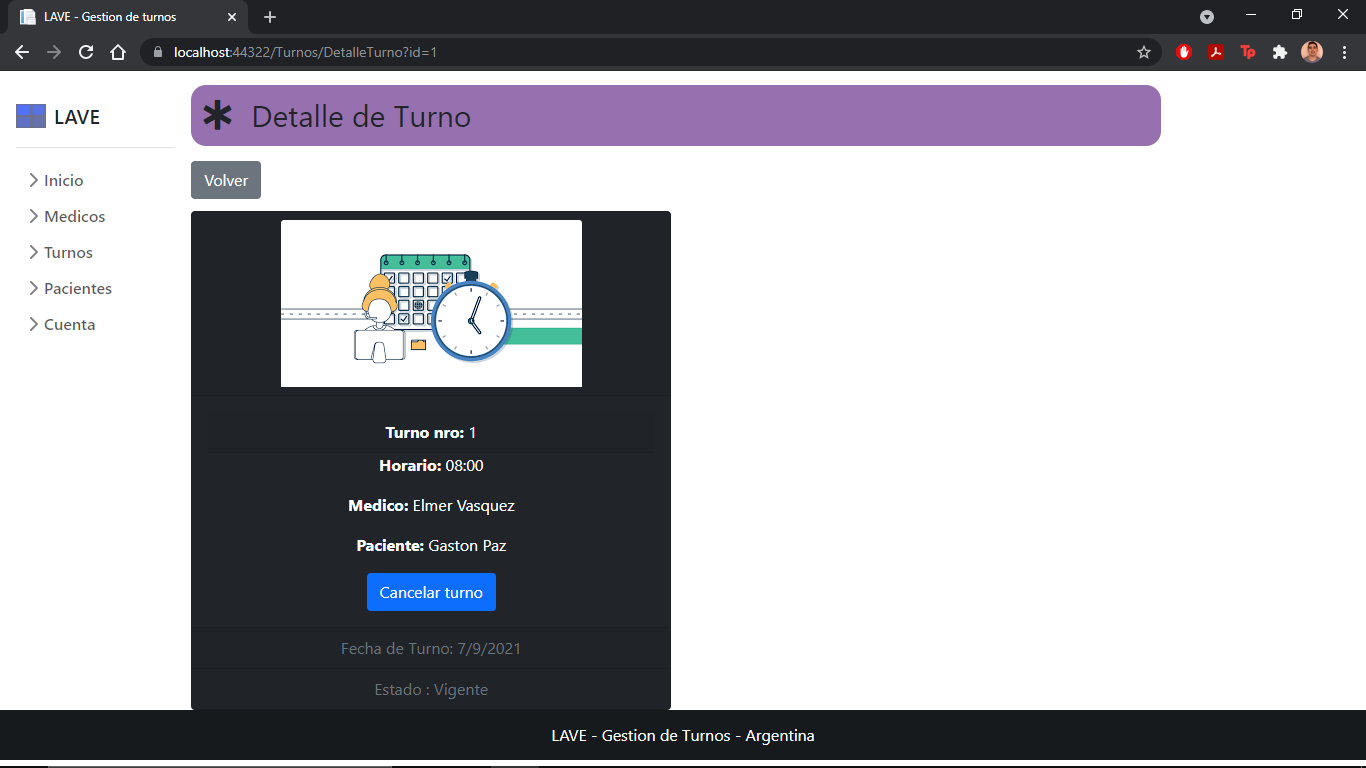 LAVE - Gestion de turnos
localhost:44322/Turnos/DetalleTurno?id=1
LAVE
Inicio
Medicos
Turnos
Pacientes
Cuenta
Detalle de Turno
Volver
Turno nro: 1
Horario: 08:00
Medico: Elmer Vasquez
Paciente: Gaston Paz
Cancelar turno
Fecha de Turno: 7/9/2021
Estado : Vigente
LAVE - Gestion de Turnos - Argentina